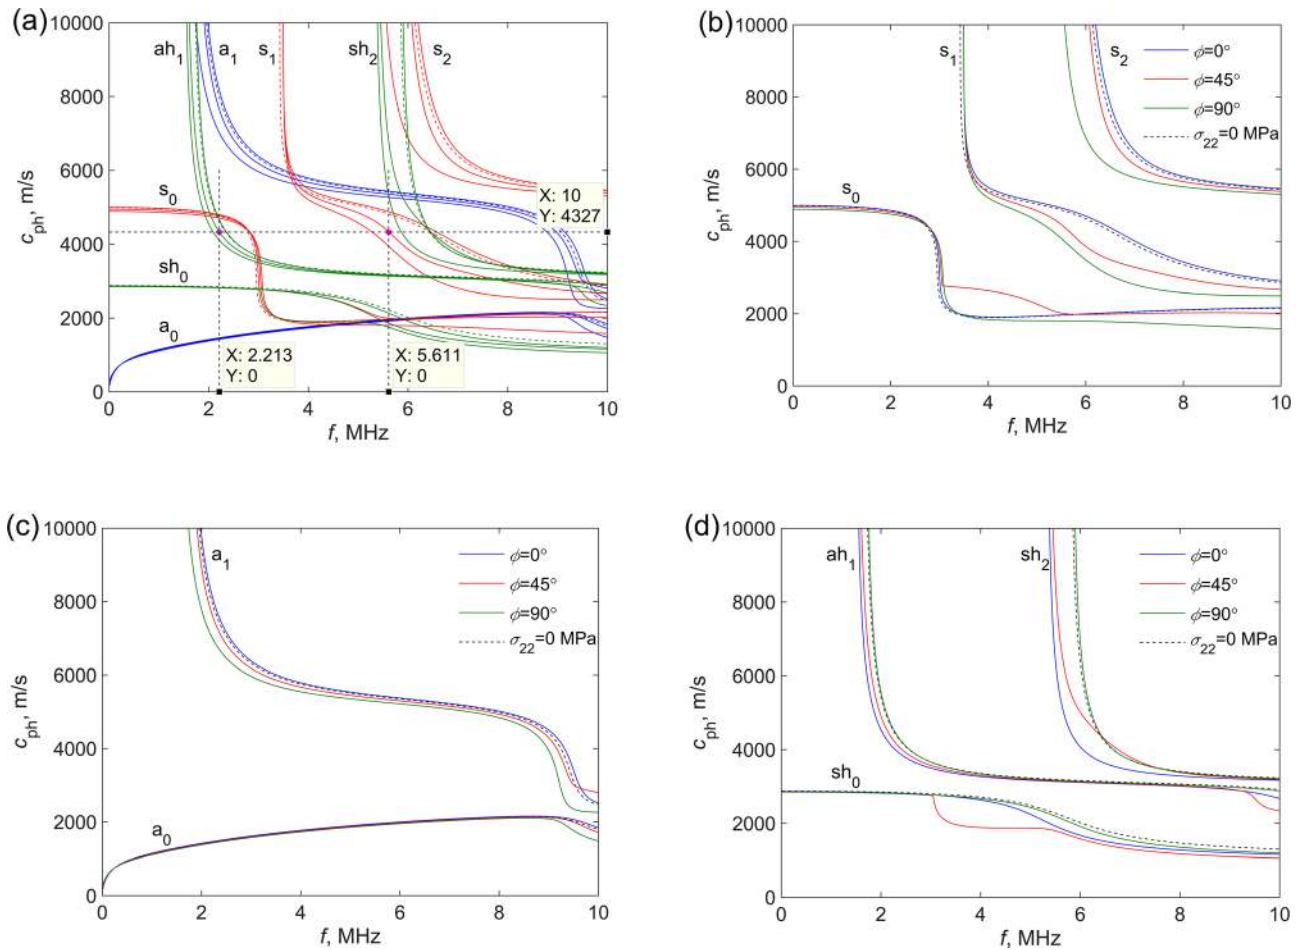 (a)
10000
8000
6000
4000
2000
0
c_ph, m/s
0 2 4 6 8 10
f, MHz
ah₁ a₁ s₁ sh₂ s₂
s₀
sh₀
a₀
X: 10
Y: 4327
X: 2.213
Y: 0
X: 5.611
Y: 0
(b)
10000
8000
6000
4000
2000
0
c_ph, m/s
0 2 4 6 8 10
f, MHz
s₁ s₂
s₀
ϕ=0°
ϕ=45°
ϕ=90°
σ₂₂=0 MPa
(c)
10000
8000
6000
4000
2000
0
c_ph, m/s
0 2 4 6 8 10
f, MHz
a₁
a₀
ϕ=0°
ϕ=45°
ϕ=90°
σ₂₂=0 MPa
(d)
10000
8000
6000
4000
2000
0
c_ph, m/s
0 2 4 6 8 10
f, MHz
ah₁ sh₂
sh₀
ϕ=0°
ϕ=45°
ϕ=90°
σ₂₂=0 MPa